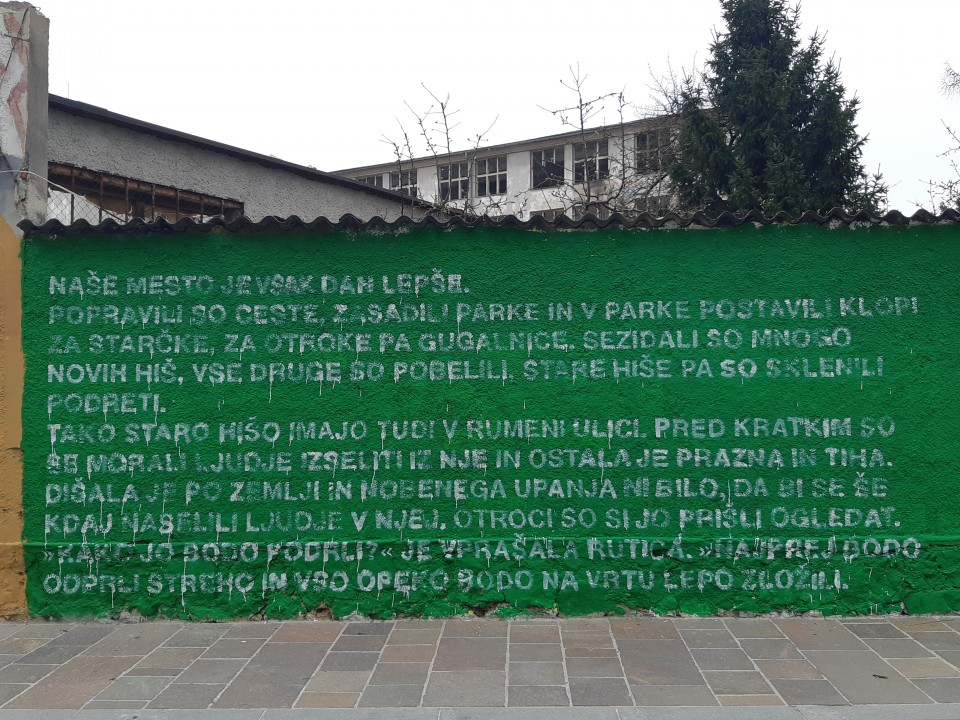 NAŠE MESTO JE VSAK DAN LEPŠE.
POPRAVILI SO CESTE, ZASADILI PARKE IN V PARKE POSTAVILI KLOPI
ZA STARČKE, ZA OTROKE PA GUGALNICE. SEZIDALI SO MNOGO
NOVIH HIŠ, VSE DRUGE SO POBELILI. STARE HIŠE PA SO SKLENILI
PODRETI.
TAKO STARO HIŠO IMAJO TUDI V RUMENI ULICI. PRED KRATKIM SO
SE MORALI LJUDJE IZSELITI IZ NJE IN OSTALA JE PRAZNA IN TIHA.
DIŠALA JE PO ZEMLJI IN NOBENEGA UPANJA NI BILO, DA BI SE ŠE
KDAJ NASELILI LJUDJE V NJEJ. OTROCI SO SI JO PRIŠLI OGLEDAT.
»KAKO JO BODO PODRLI?« JE VPRAŠALA RUTICA. »NAJPREJ BODO
ODPRLI STREHO IN VSO OPEKO BODO NA VRTU LEPO ZLOŽILI.